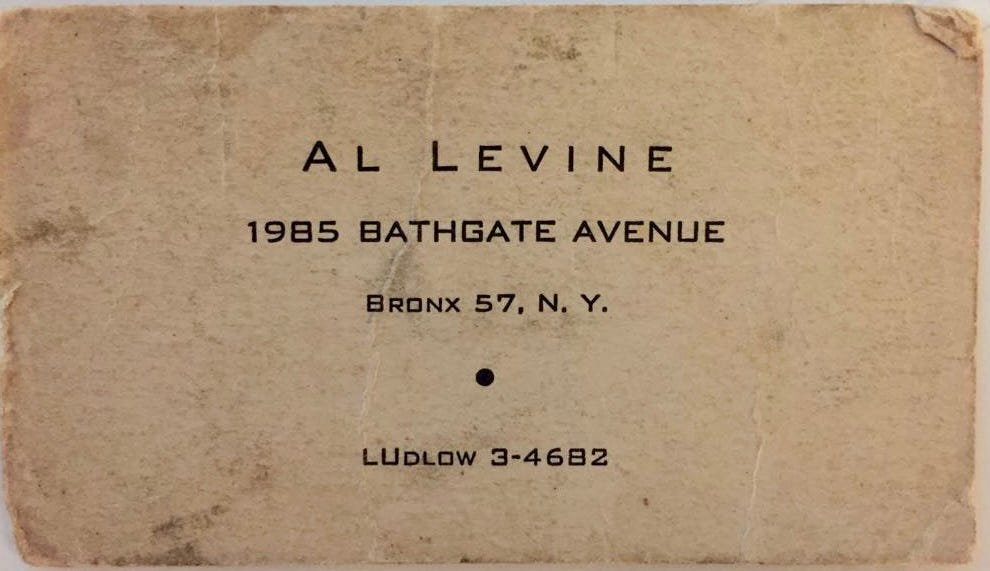 Al Levine
1985 BATHGATE AVENUE
Bronx 57, N. Y.
LUdlow 3-4682